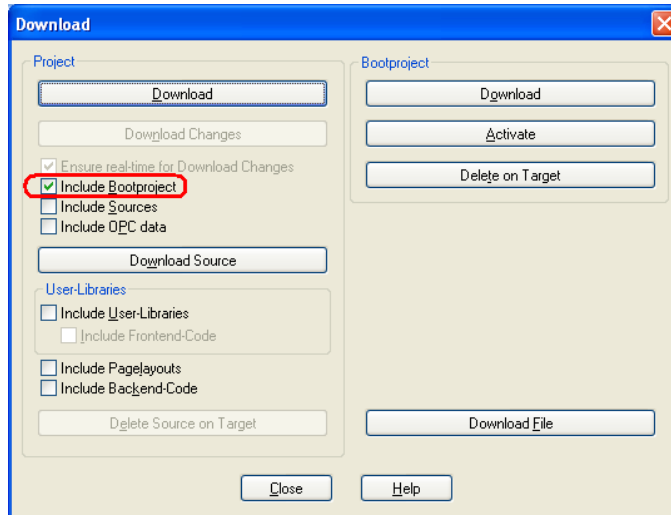 Download
Project
Download
Download Changes
Ensure real-time for Download Changes
Include Bootproject
Include Sources
Include OPC data
Download Source
User-Libraries
Include User-Libraries
Include Frontend-Code
Include Pagelayouts
Include Backend-Code
Delete Source on Target
Bootproject
Download
Activate
Delete on Target
Download File
Close
Help